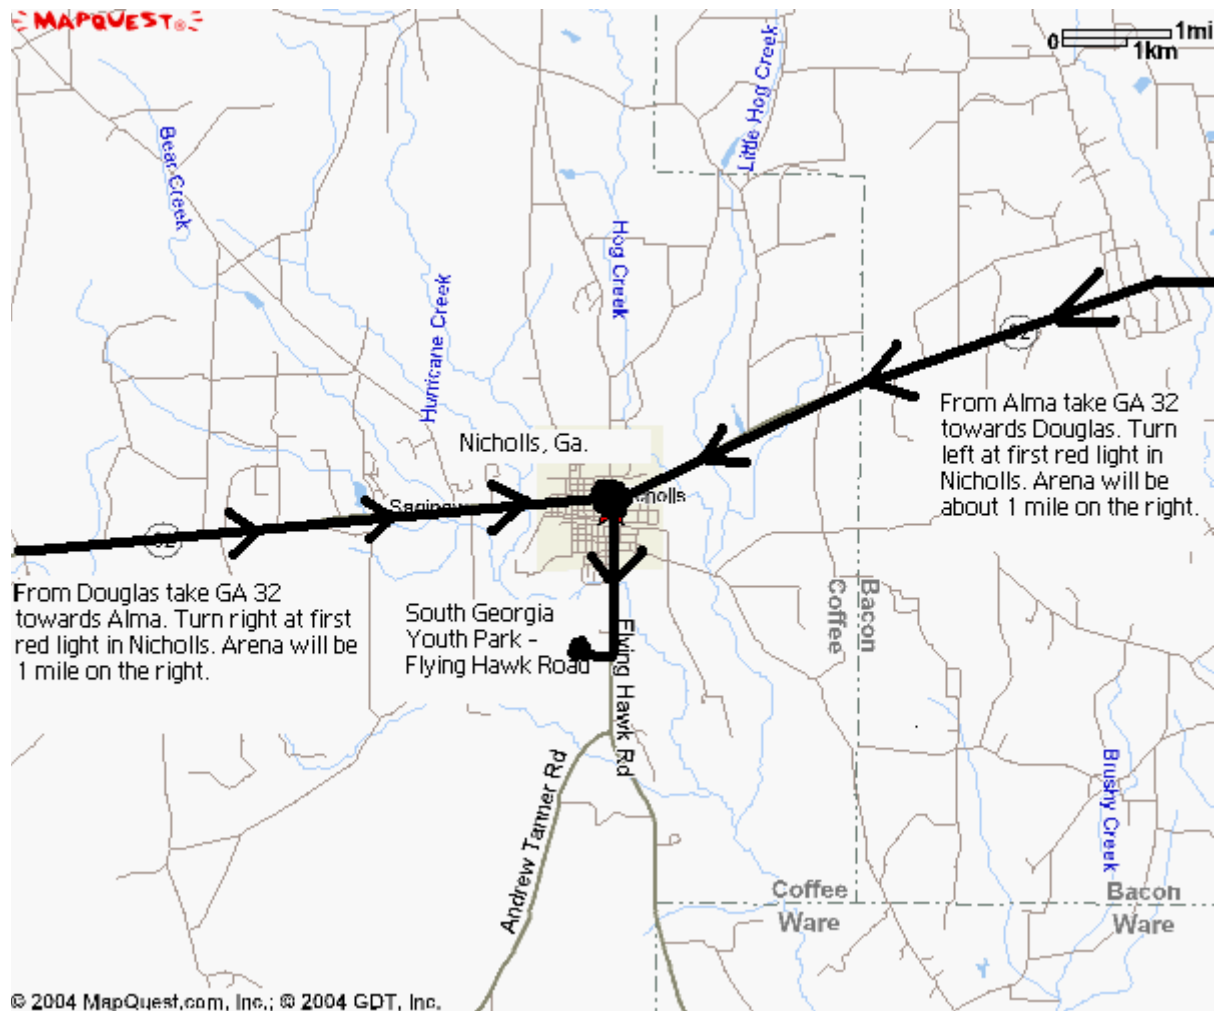 MAPQUEST®
0 1mi
1km
Little Hog Creek
Bear Creek
Hog Creek
Hurricane Creek
Nicholls, Ga.
From Alma take GA 32
towards Douglas. Turn
left at first red light in
Nicholls. Arena will be
about 1 mile on the right.
From Douglas take GA 32
towards Alma. Turn right at first
red light in Nicholls. Arena will be
1 mile on the right.
South Georgia
Youth Park -
Flying Hawk Road
Bacon
Coffee
Flying Hawk Rd
Andrew Tanner Rd
Brushy Creek
Coffee
Ware
Bacon
Ware
© 2004 MapQuest.com, Inc.; © 2004 GDT, Inc.